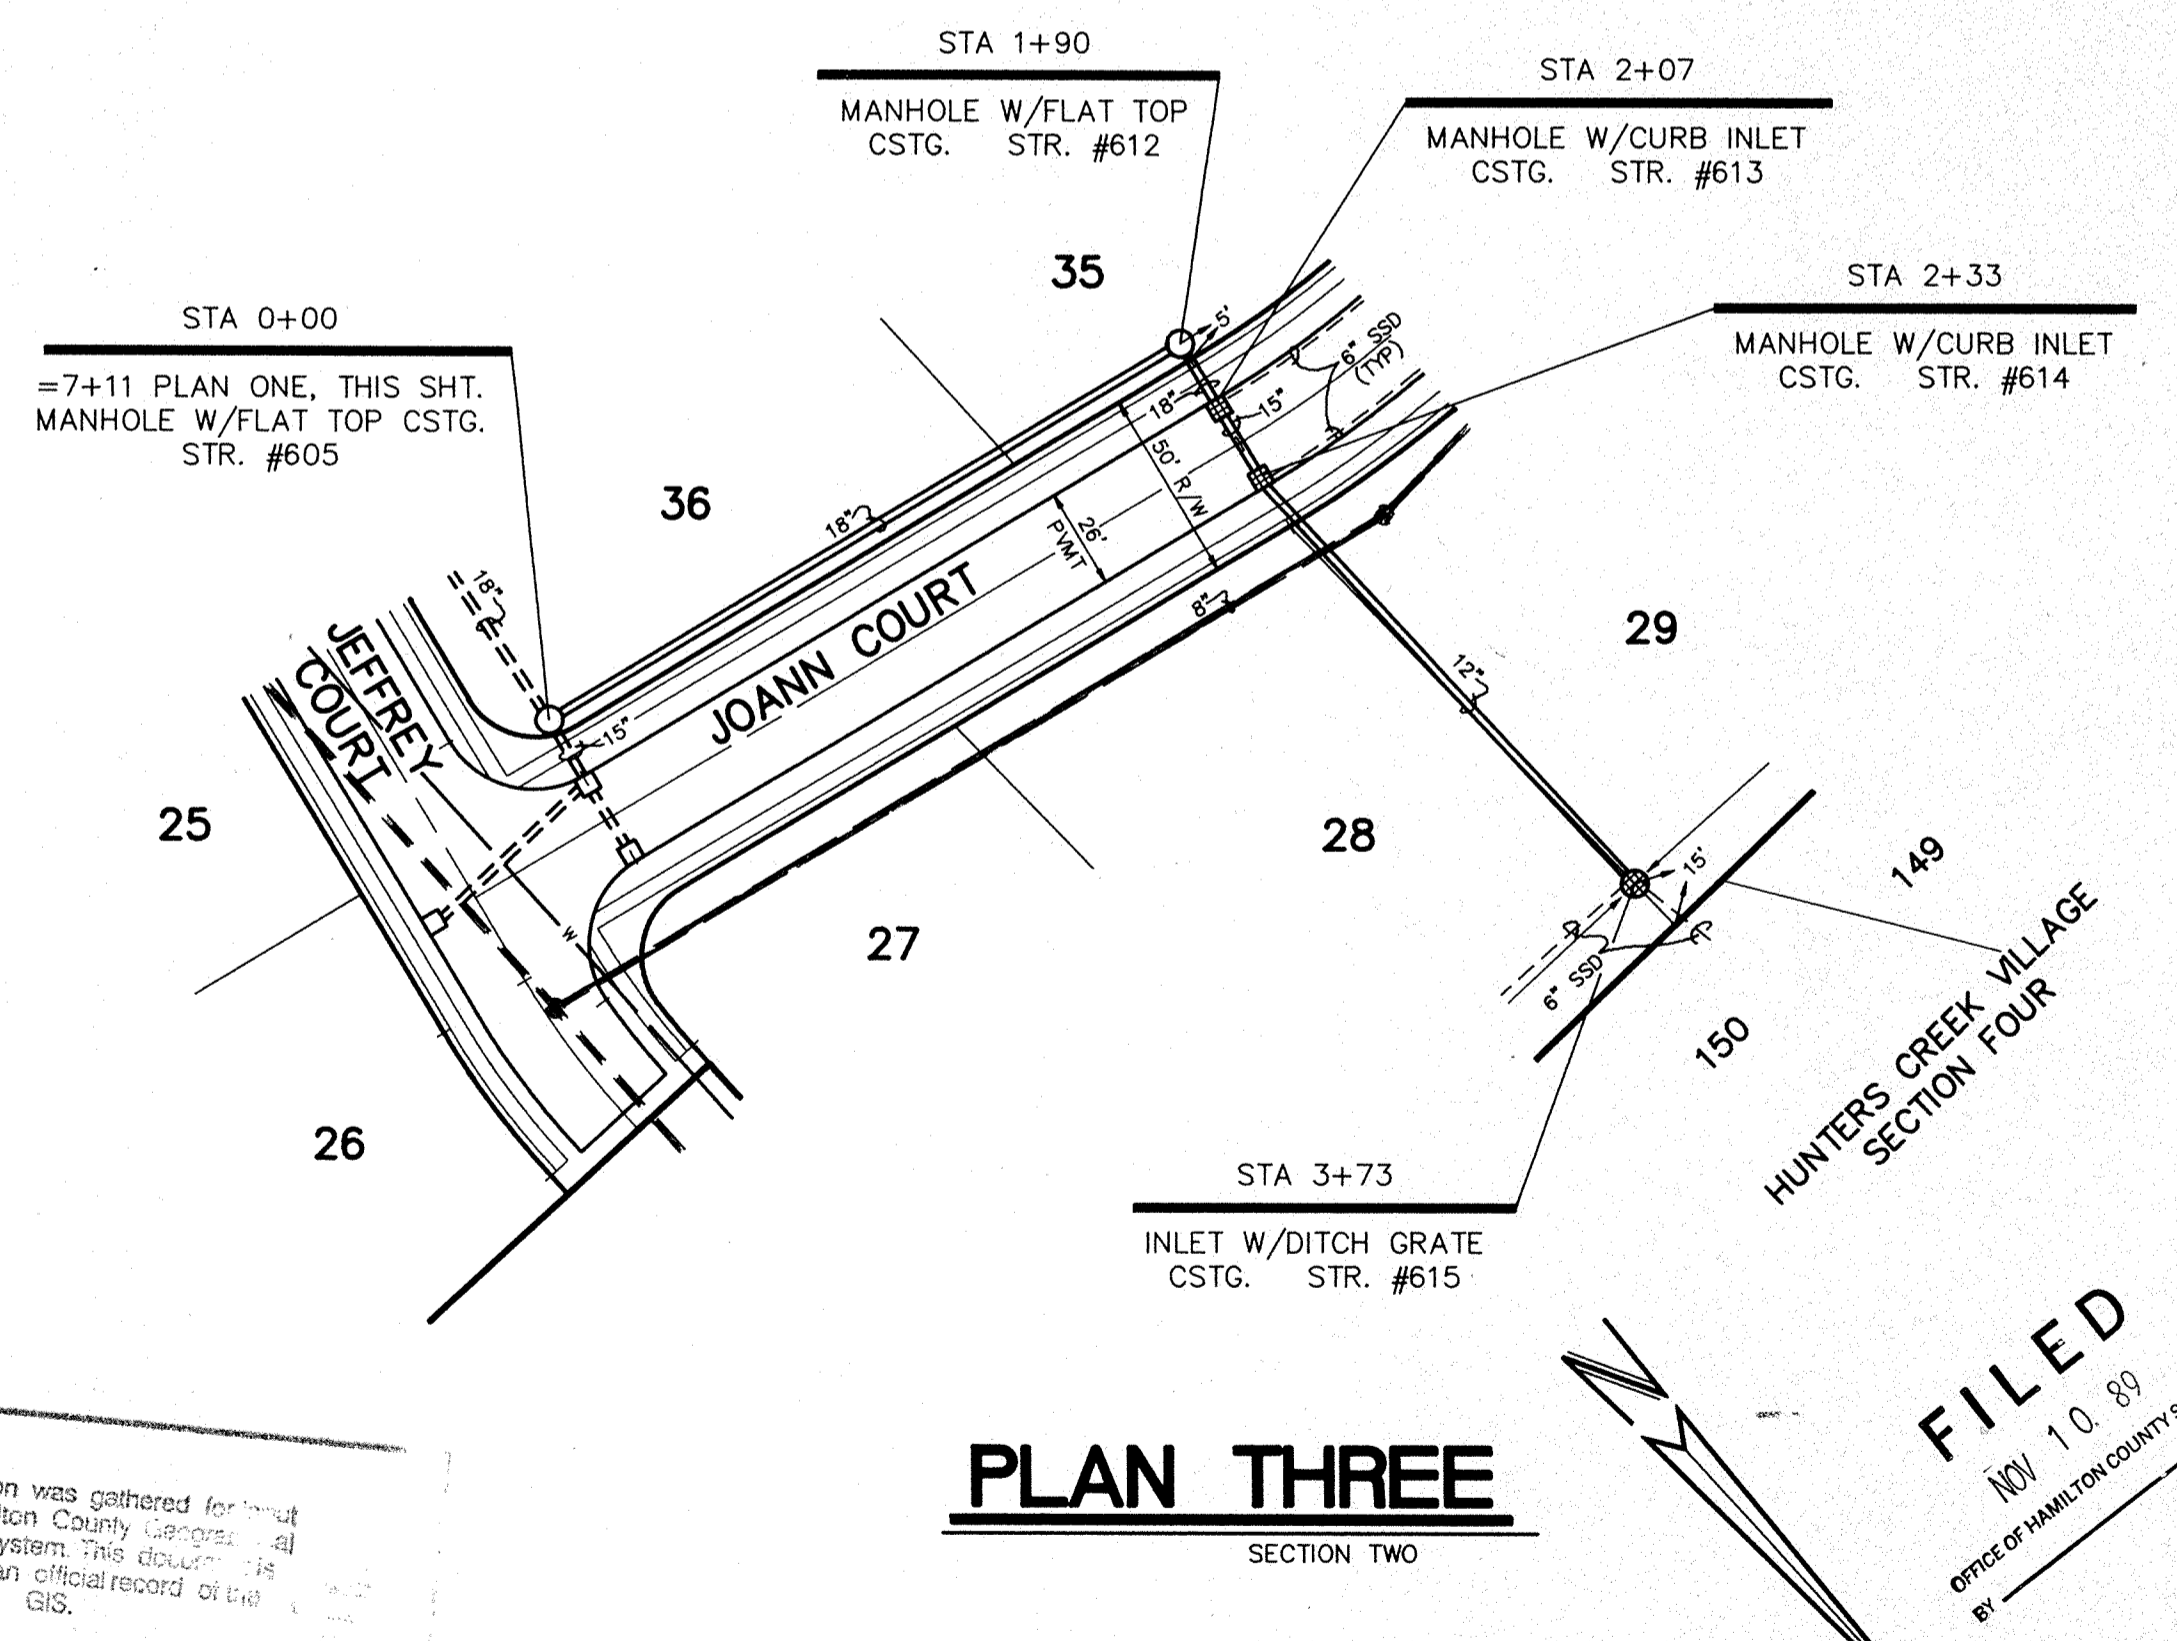 STA 1+90
MANHOLE W/FLAT TOP
CSTG. STR. #612
STA 2+07
MANHOLE W/CURB INLET
CSTG. STR. #613
STA 2+33
MANHOLE W/CURB INLET
CSTG. STR. #614
STA 0+00
=7+11 PLAN ONE, THIS SHT.
MANHOLE W/FLAT TOP CSTG.
STR. #605
35
5'
6" SSD
(TYP)
18"
15"
50' R/W
36
18"
26'
PVMT
JOANN COURT
18"
JEFFREY
COURT
15"
8"
29
12"
25
28
27
W
26
15'
6" SSD
149
150
HUNTERS CREEK VILLAGE
SECTION FOUR
STA 3+73
INLET W/DITCH GRATE
CSTG. STR. #615
PLAN THREE
SECTION TWO
N
FILED
NOV 10. 89
OFFICE OF HAMILTON COUNTY
BY
was gathered for
County
This
official record of the
GIS.